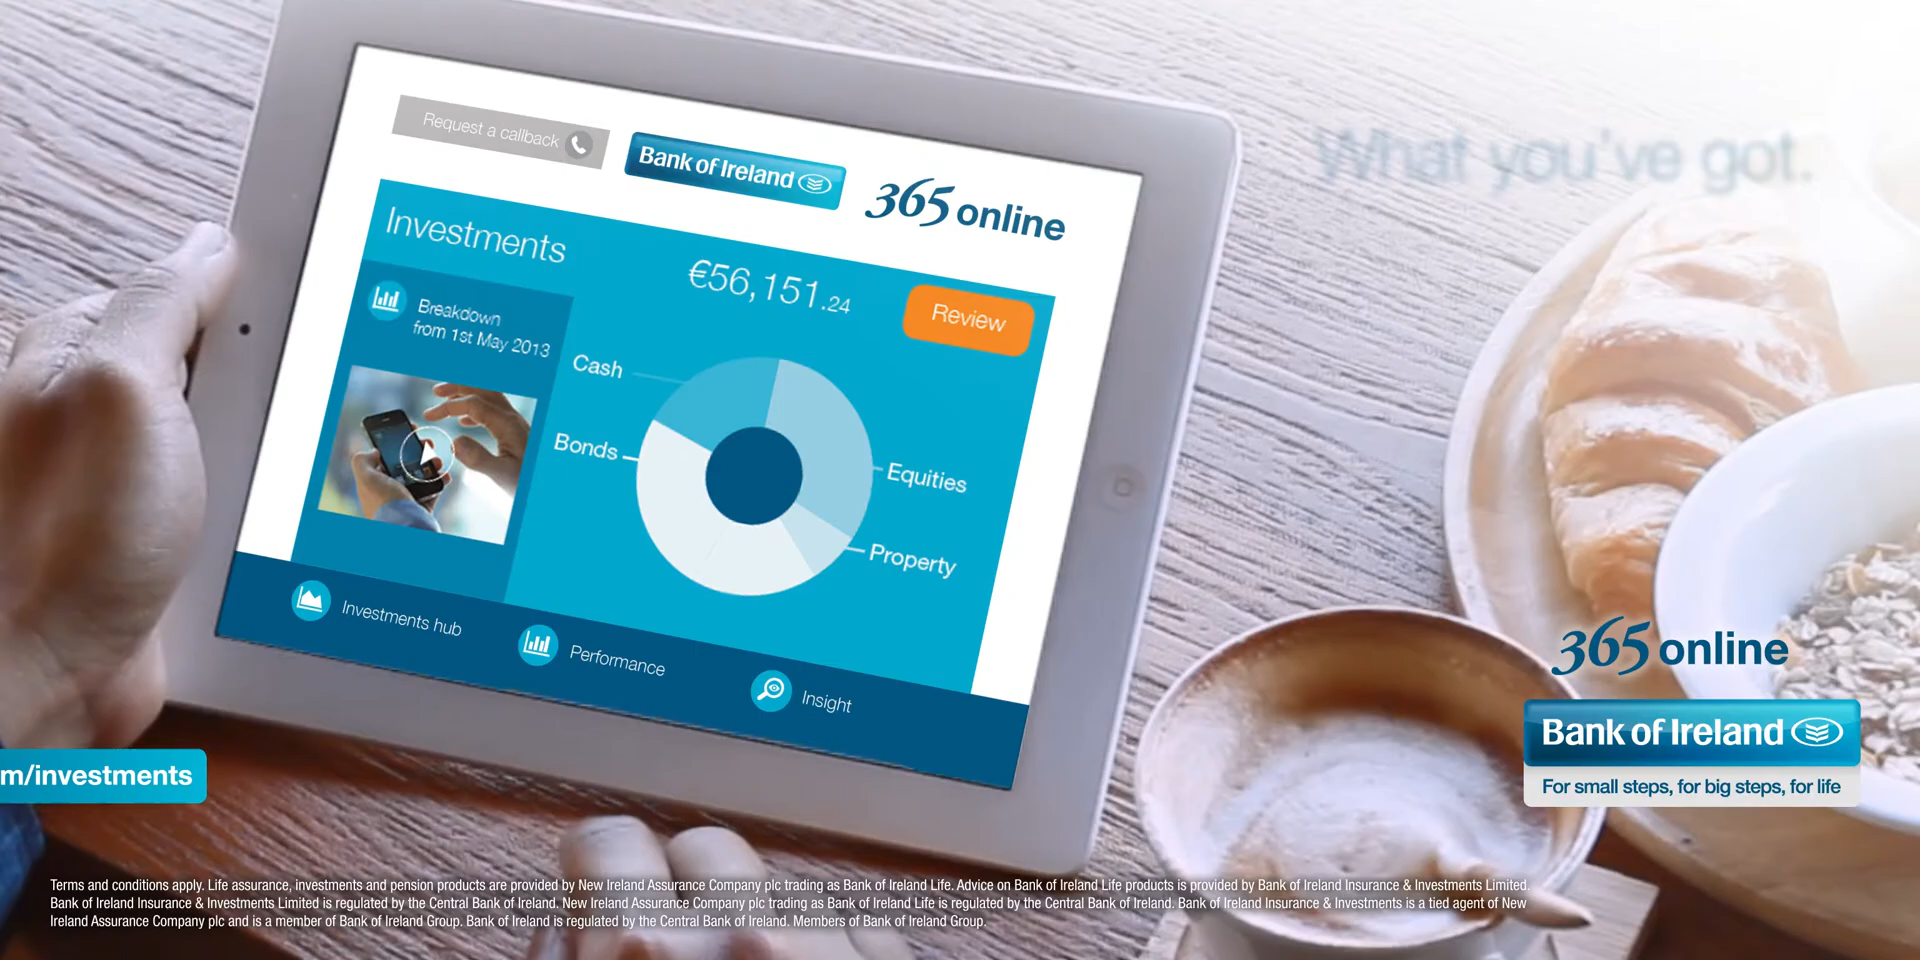 Request a callback
Bank of Ireland
365 online
What you've got.
Investments
€56,151.24
Review
Breakdown
from 1st May 2013
Cash
Bonds
Equities
Property
Investments hub
Performance
Insight
365 online
Bank of Ireland
For small steps, for big steps, for life
m/investments
Terms and conditions apply. Life assurance, investments and pension products are provided by New Ireland Assurance Company plc trading as Bank of Ireland Life. Advice on Bank of Ireland Life products is provided by Bank of Ireland Insurance & Investments Limited.
Bank of Ireland Insurance & Investments Limited is regulated by the Central Bank of Ireland. New Ireland Assurance Company plc trading as Bank of Ireland Life is regulated by the Central Bank of Ireland. Bank of Ireland Insurance & Investments is a tied agent of New
Ireland Assurance Company plc and is a member of Bank of Ireland Group. Bank of Ireland is regulated by the Central Bank of Ireland. Members of Bank of Ireland Group.